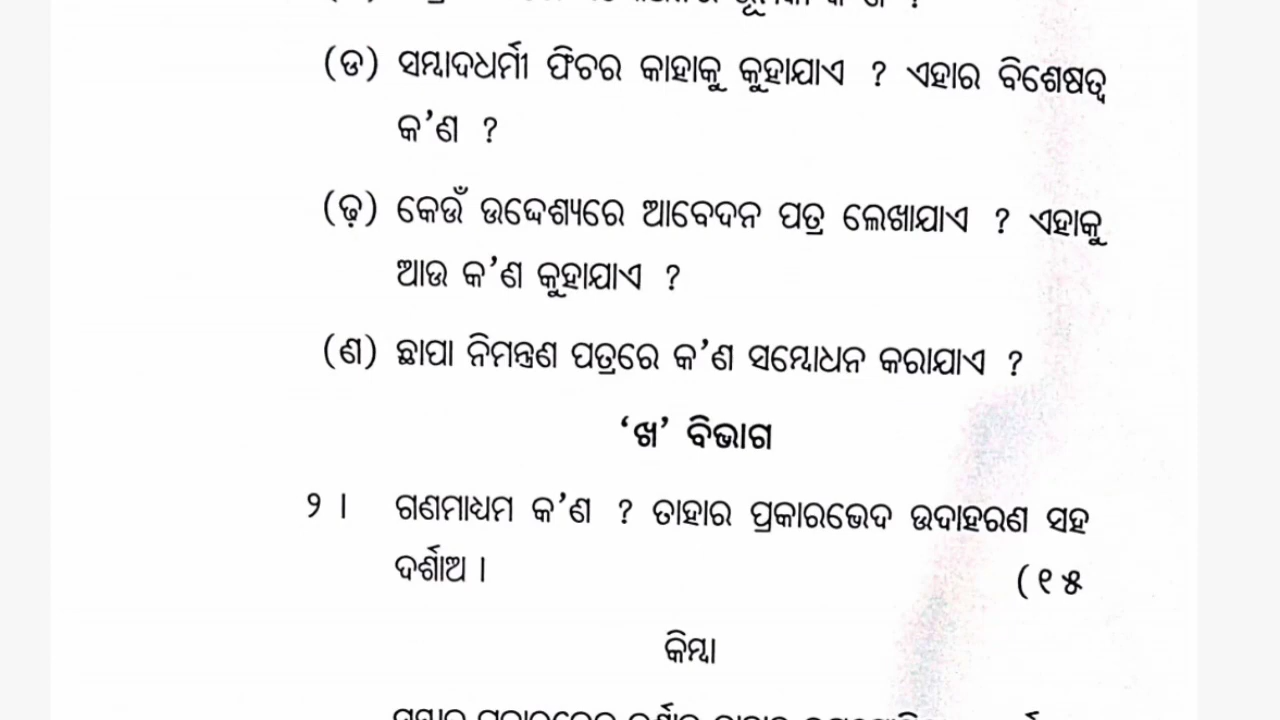 (ଡ) ସମ୍ବାଦଧର୍ମୀ ଫିଚର କାହାକୁ କୁହାଯାଏ ? ଏହାର ବିଶେଷତ୍ୱ
କ’ଣ ?
(ଢ଼) କେଉଁ ଉଦ୍ଦେଶ୍ୟରେ ଆବେଦନ ପତ୍ର ଲେଖାଯାଏ ? ଏହାକୁ
ଆଉ କ’ଣ କୁହାଯାଏ ?
(ଣ) ଛାପା ନିମନ୍ତ୍ରଣ ପତ୍ରରେ କ’ଣ ସମ୍ବୋଧନ କରାଯାଏ ?
‘ଖ’ ବିଭାଗ
୨ । ଗଣମାଧ୍ୟମ କ’ଣ ? ତାହାର ପ୍ରକାରଭେଦ ଉଦାହରଣ ସହ
ଦର୍ଶାଅ । (୧୫
କିମ୍ବା